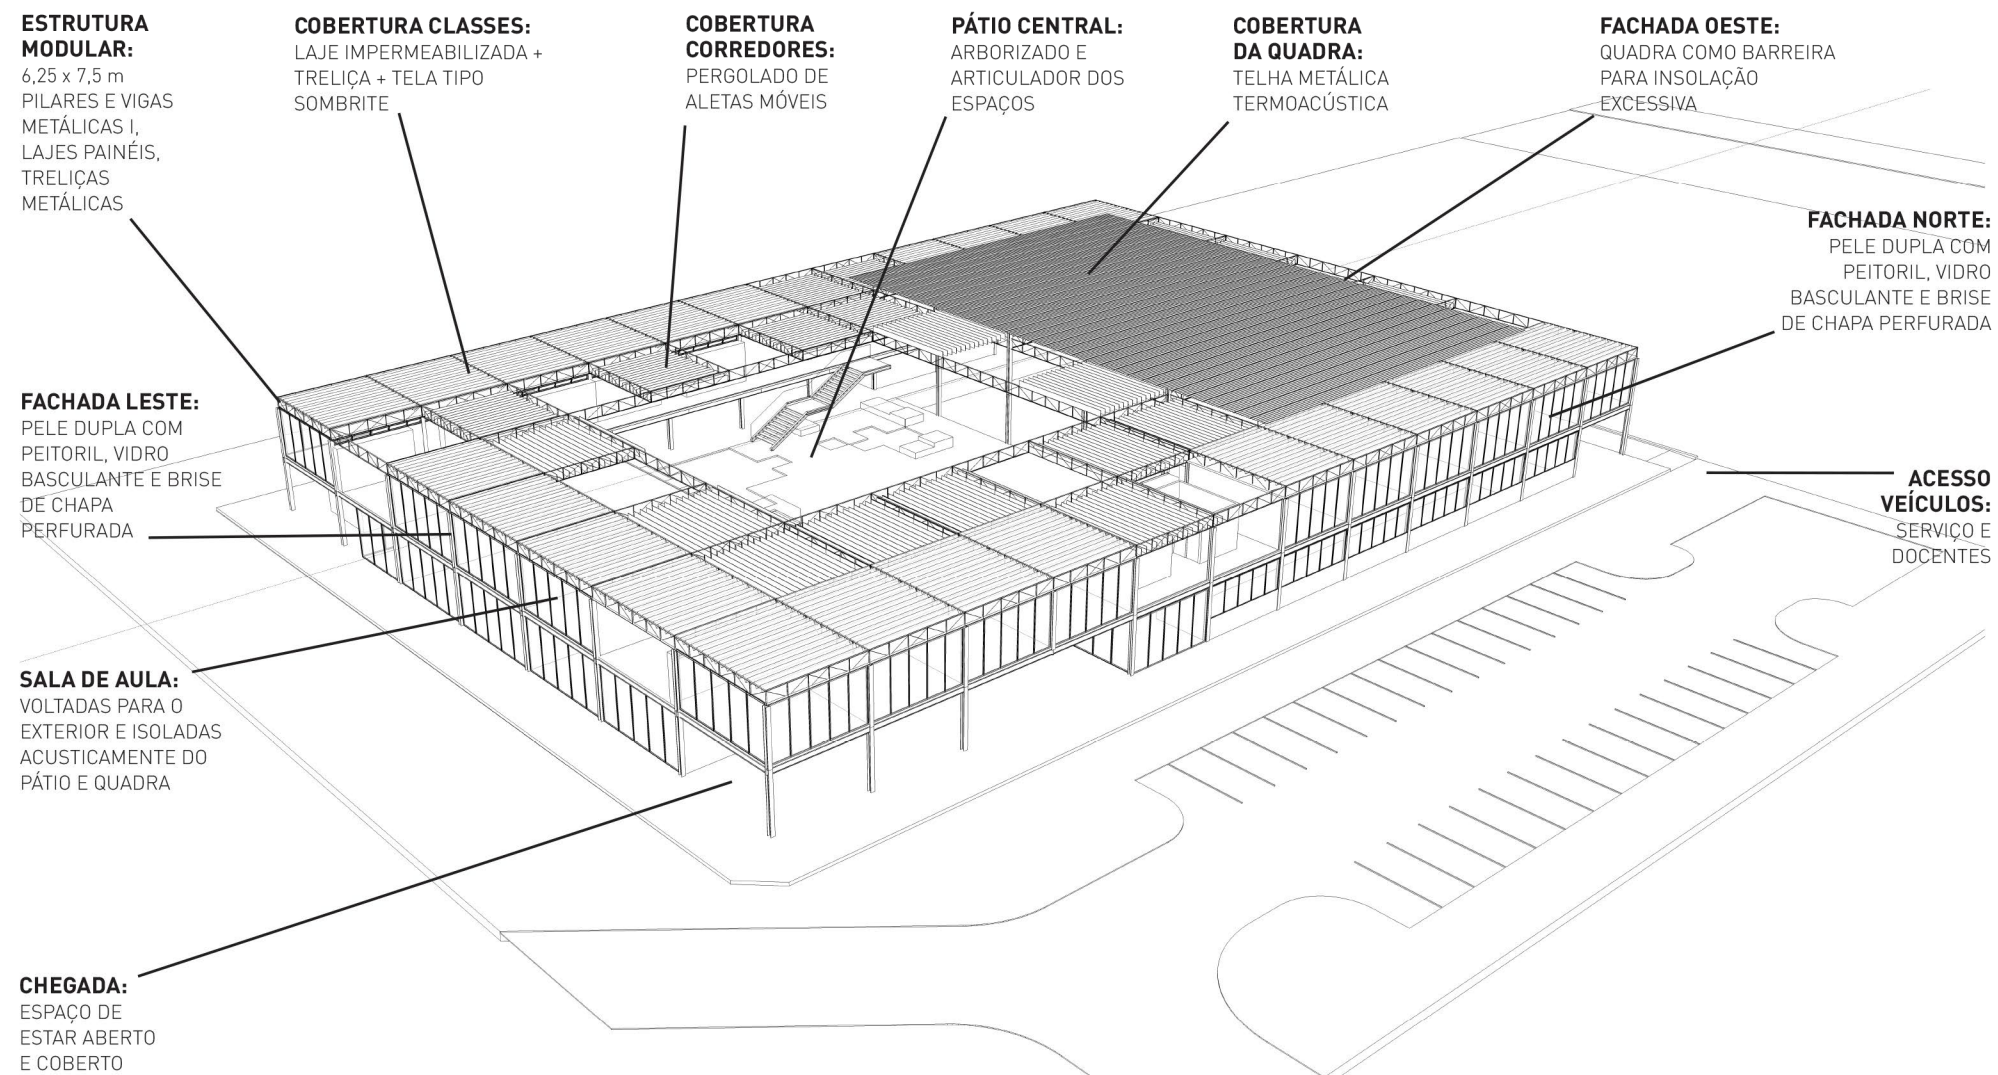 ESTRUTURA
MODULAR:
6,25 x 7,5 m
PILARES E VIGAS
METÁLICAS I,
LAJES PAINÉIS,
TRELIÇAS
METÁLICAS
COBERTURA CLASSES:
LAJE IMPERMEABILIZADA +
TRELIÇA + TELA TIPO
SOMBRITE
COBERTURA
CORREDORES:
PERGOLADO DE
ALETAS MÓVEIS
PÁTIO CENTRAL:
ARBORIZADO E
ARTICULADOR DOS
ESPAÇOS
COBERTURA
DA QUADRA:
TELHA METÁLICA
TERMOACÚSTICA
FACHADA OESTE:
QUADRA COMO BARREIRA
PARA INSOLAÇÃO
EXCESSIVA
FACHADA NORTE:
PELE DUPLA COM
PEITORIL, VIDRO
BASCULANTE E BRISE
DE CHAPA PERFURADA
FACHADA LESTE:
PELE DUPLA COM
PEITORIL, VIDRO
BASCULANTE E BRISE
DE CHAPA
PERFURADA
ACESSO
VEÍCULOS:
SERVIÇO E
DOCENTES
SALA DE AULA:
VOLTADAS PARA O
EXTERIOR E ISOLADAS
ACUSTICAMENTE DO
PÁTIO E QUADRA
CHEGADA:
ESPAÇO DE
ESTAR ABERTO
E COBERTO